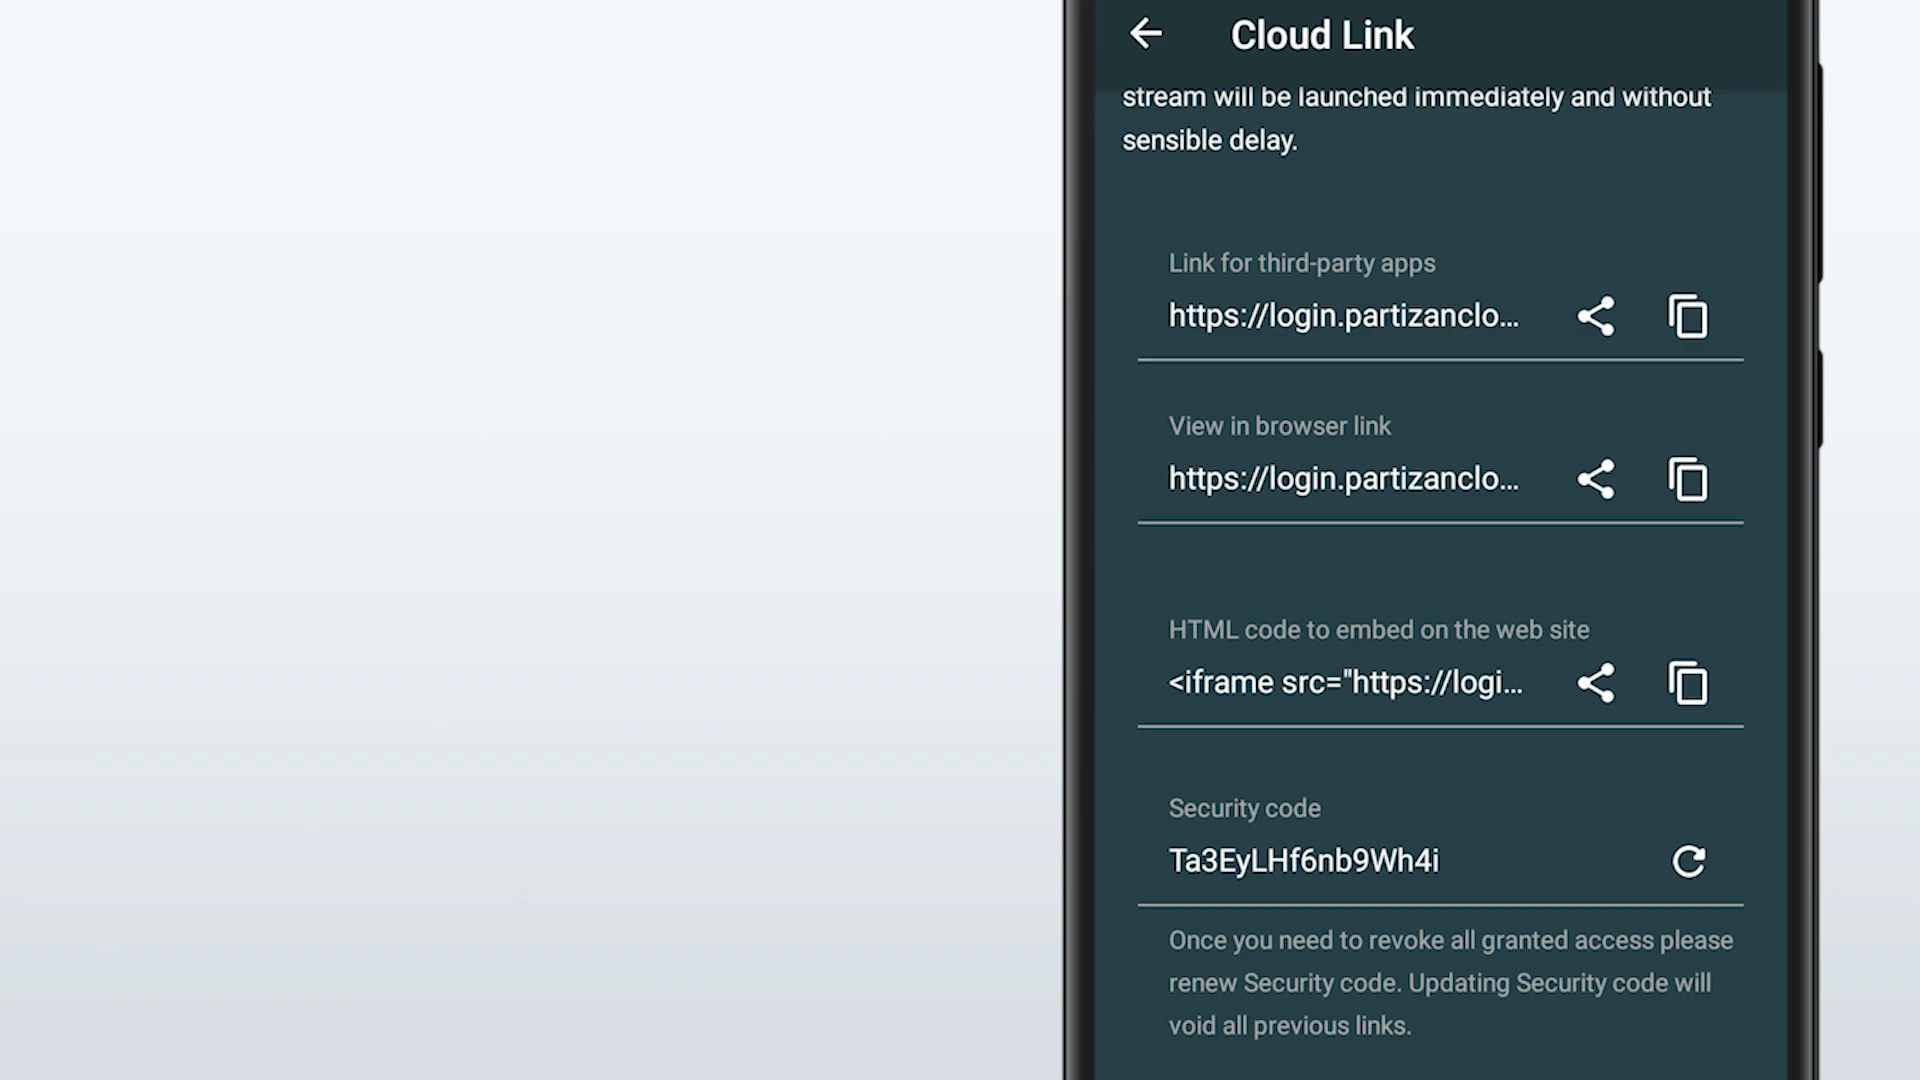 Cloud Link
stream will be launched immediately and without
sensible delay.
Link for third-party apps
https://login.partizanclo...
View in browser link
https://login.partizanclo...
HTML code to embed on the web site
<iframe src="https://logi...
Security code
Ta3EyLHf6nb9Wh4i
Once you need to revoke all granted access please
renew Security code. Updating Security code will
void all previous links.